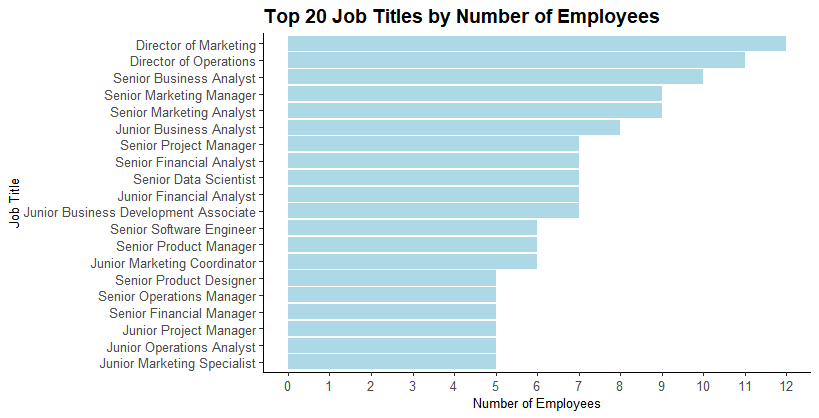 Top 20 Job Titles by Number of Employees
Job Title
Director of Marketing
Director of Operations
Senior Business Analyst
Senior Marketing Manager
Senior Marketing Analyst
Junior Business Analyst
Senior Project Manager
Senior Financial Analyst
Senior Data Scientist
Junior Financial Analyst
Junior Business Development Associate
Senior Software Engineer
Senior Product Manager
Junior Marketing Coordinator
Senior Product Designer
Senior Operations Manager
Senior Financial Manager
Junior Project Manager
Junior Operations Analyst
Junior Marketing Specialist
0 1 2 3 4 5 6 7 8 9 10 11 12
Number of Employees